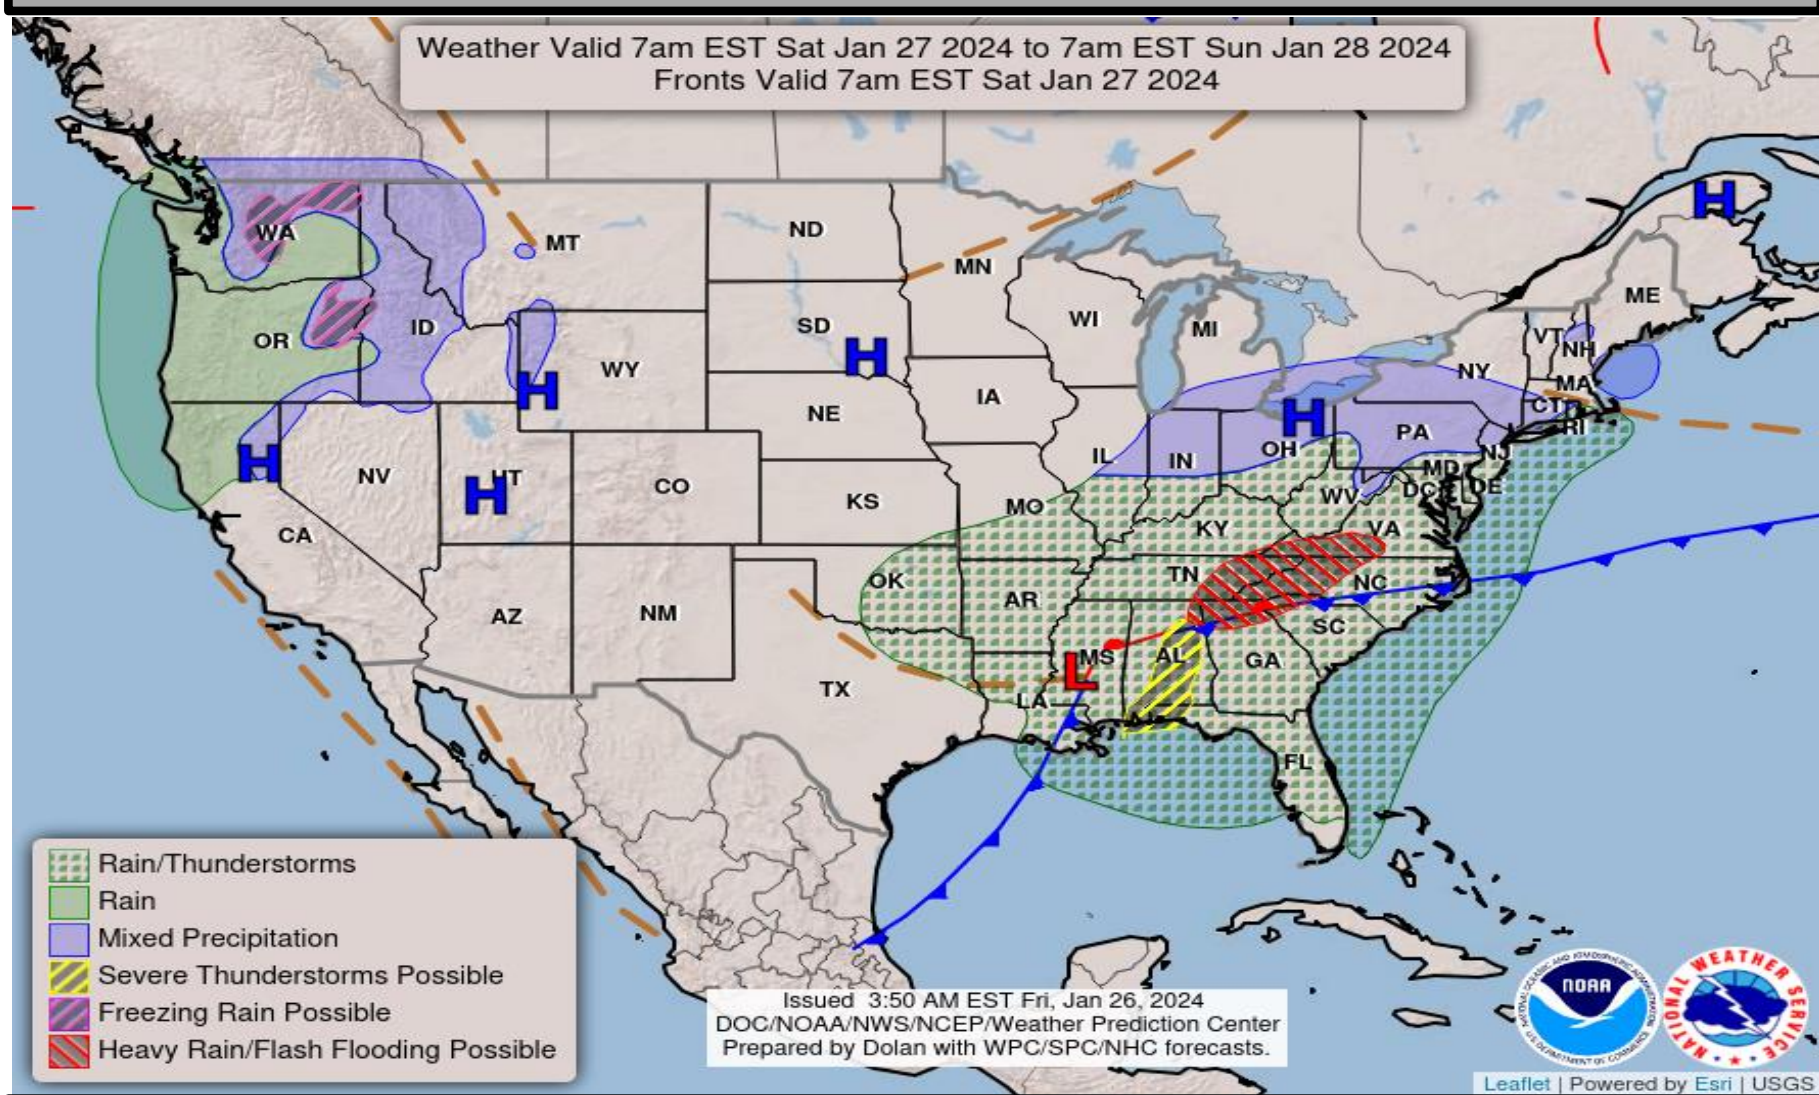 Weather Valid 7am EST Sat Jan 27 2024 to 7am EST Sun Jan 28 2024
Fronts Valid 7am EST Sat Jan 27 2024
H
WA
MT
ND
MN
ME
OR
ID
SD
WI
MI
VT
NH
H
WY
H
IA
NY
MA
NE
H
CT
RI
PA
OH
IL
IN
NJ
H
NV
UT
H
CO
KS
MO
MD
DC
DE
WV
KY
VA
CA
OK
TN
NC
AZ
NM
AR
SC
MS
AL
GA
L
TX
LA
FL
Rain/Thunderstorms
Rain
Mixed Precipitation
Severe Thunderstorms Possible
Freezing Rain Possible
Heavy Rain/Flash Flooding Possible
Issued 3:50 AM EST Fri, Jan 26, 2024
DOC/NOAA/NWS/NCEP/Weather Prediction Center
Prepared by Dolan with WPC/SPC/NHC forecasts.
NOAA
NATIONAL WEATHER SERVICE
Leaflet | Powered by Esri | USGS